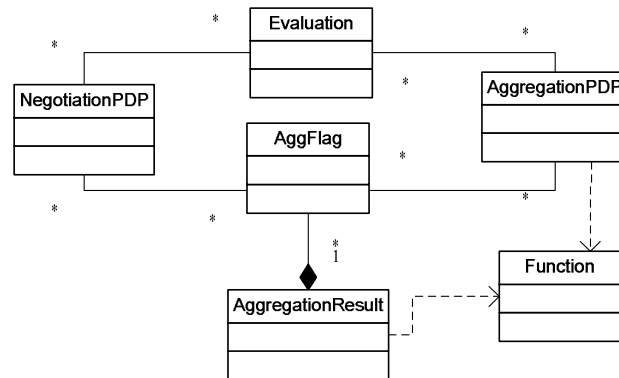 Evaluation
*
*
*
NegotiationPDP
*
AggregationPDP
AggFlag
*
*
*
*
*
1
Function
AggregationResult